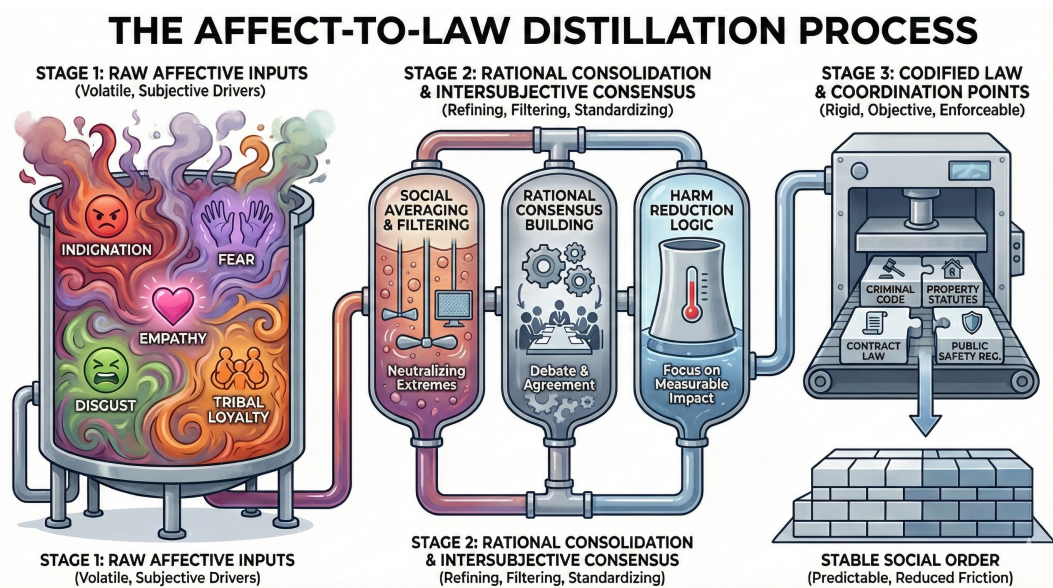 THE AFFECT-TO-LAW DISTILLATION PROCESS
STAGE 1: RAW AFFECTIVE INPUTS
(Volatile, Subjective Drivers)
STAGE 2: RATIONAL CONSOLIDATION
& INTERSUBJECTIVE CONSENSUS
(Refining, Filtering, Standardizing)
STAGE 3: CODIFIED LAW
& COORDINATION POINTS
(Rigid, Objective, Enforceable)
INDIGNATION
FEAR
EMPATHY
DISGUST
TRIBAL
LOYALTY
SOCIAL
AVERAGING
& FILTERING
Neutralizing
Extremes
RATIONAL
CONSENSUS
BUILDING
Debate &
Agreement
HARM
REDUCTION
LOGIC
Focus on
Measurable
Impact
CRIMINAL
CODE
PROPERTY
STATUTES
CONTRACT
LAW
PUBLIC
SAFETY REG.
STAGE 1: RAW AFFECTIVE INPUTS
(Volatile, Subjective Drivers)
STAGE 2: RATIONAL CONSOLIDATION
& INTERSUBJECTIVE CONSENSUS
(Refining, Filtering, Standardizing)
STABLE SOCIAL ORDER
(Predictable, Reduced Friction)